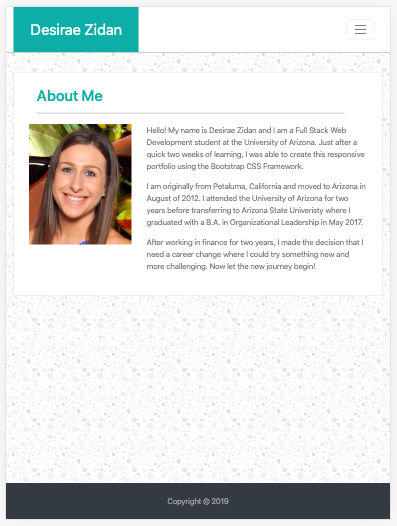 Desirae Zidan
About Me
Hello! My name is Desirae Zidan and I am a Full Stack Web
Development student at the University of Arizona. Just after a
quick two weeks of learning, I was able to create this responsive
portfolio using the Bootstrap CSS Framework.
I am originally from Petaluma, California and moved to Arizona in
August of 2012. I attended the University of Arizona for two
years before transferring to Arizona State Univeristy where I
graduated with a B.A. in Organizational Leadership in May 2017.
After working in finance for two years, I made the decision that I
need a career change where I could try something new and
more challenging. Now let the new journey begin!
Copyright © 2019